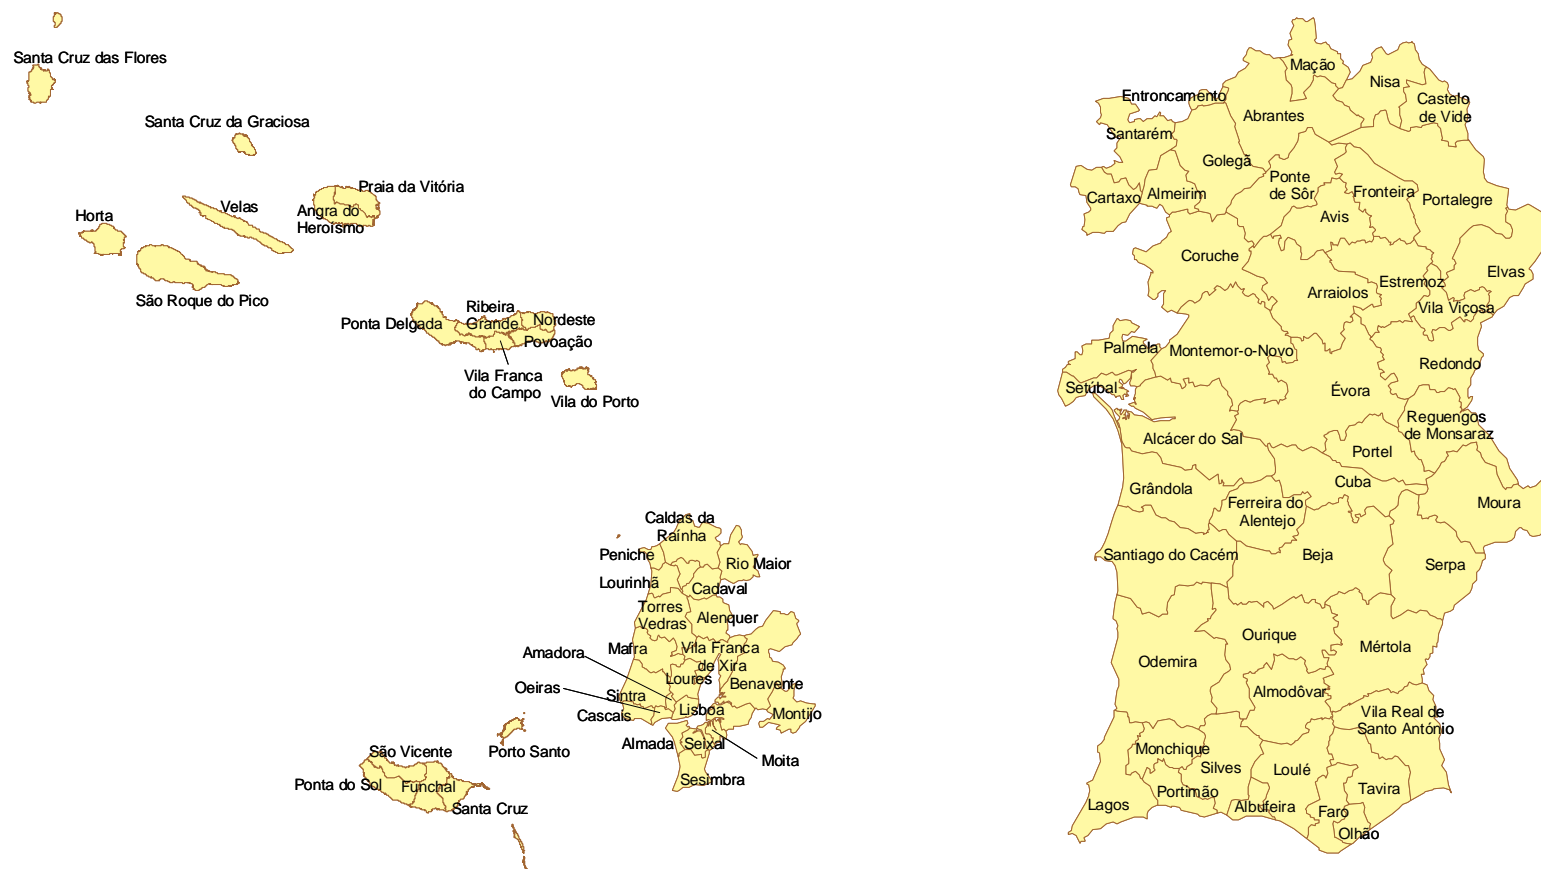 Santa Cruz das Flores
Santa Cruz da Graciosa
Praia da Vitória
Velas
Angra do
Heroísmo
Horta
São Roque do Pico
Ribeira
Grande
Ponta Delgada
Nordeste
Povoação
Vila Franca
do Campo
Vila do Porto
Caldas da
Raínha
Peniche
Rio Maior
Lourinhã
Cadaval
Torres
Vedras
Alenquer
Mafra
Vila Franca
de Xira
Amadora
Loures
Benavente
Oeiras
Sintra
Cascais
Lisboa
Montijo
Almada
Seixal
Moita
Sesimbra
Porto Santo
São Vicente
Ponta do Sol
Funchal
Santa Cruz
Mação
Nisa
Castelo
de Vide
Entroncamento
Abrantes
Santarém
Golegã
Ponte
de Sôr
Fronteira
Portalegre
Cartaxo
Almeirim
Avis
Coruche
Elvas
Estremoz
Arraiolos
Vila Viçosa
Palmela
Montemor-o-Novo
Redondo
Setúbal
Évora
Reguengos
de Monsaraz
Alcácer do Sal
Portel
Cuba
Grândola
Ferreira do
Alentejo
Moura
Santiago do Cacém
Beja
Serpa
Ourique
Mértola
Odemira
Almodôvar
Vila Real de
Santo António
Monchique
Silves
Loulé
Portimão
Tavira
Lagos
Albufeira
Faro
Olhão